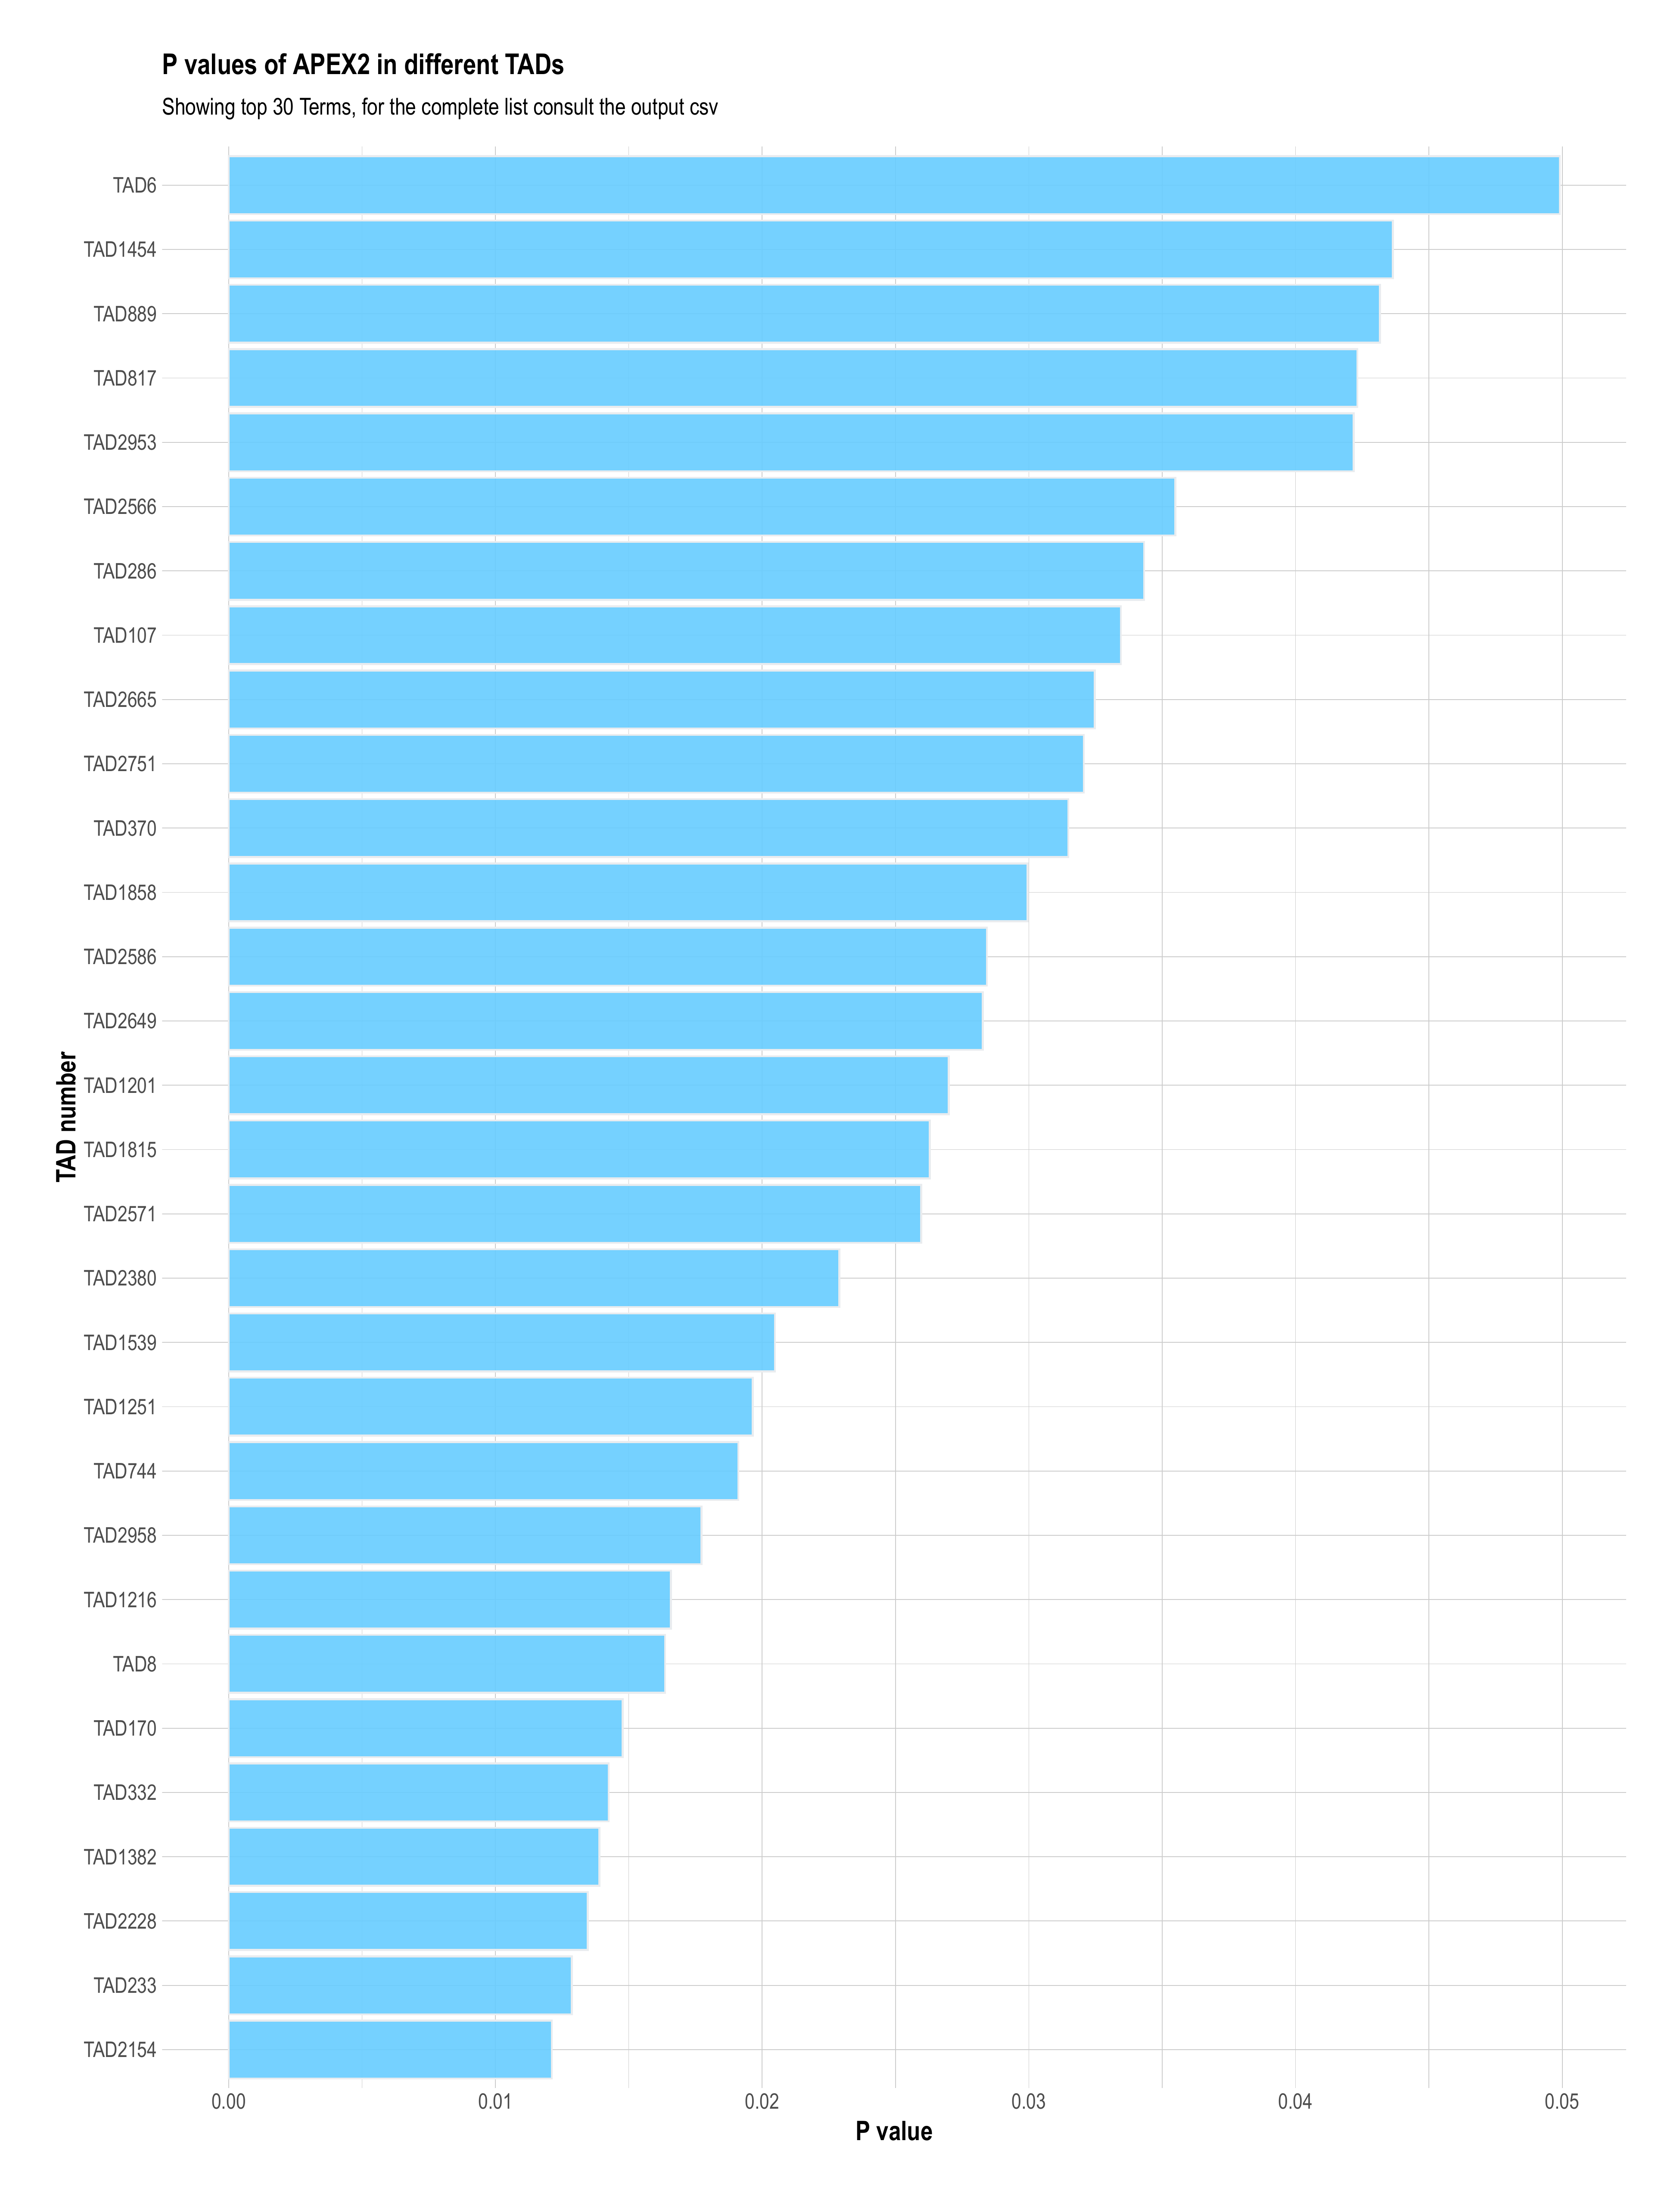 P values of APEX2 in different TADs
Showing top 30 Terms, for the complete list consult the output csv
TAD6
TAD1454
TAD889
TAD817
TAD2953
TAD2566
TAD286
TAD107
TAD2665
TAD2751
TAD370
TAD1858
TAD2586
TAD2649
TAD1201
TAD1815
TAD2571
TAD2380
TAD1539
TAD1251
TAD744
TAD2958
TAD1216
TAD8
TAD170
TAD332
TAD1382
TAD2228
TAD233
TAD2154
TAD number
0.00 0.01 0.02 0.03 0.04 0.05
P value